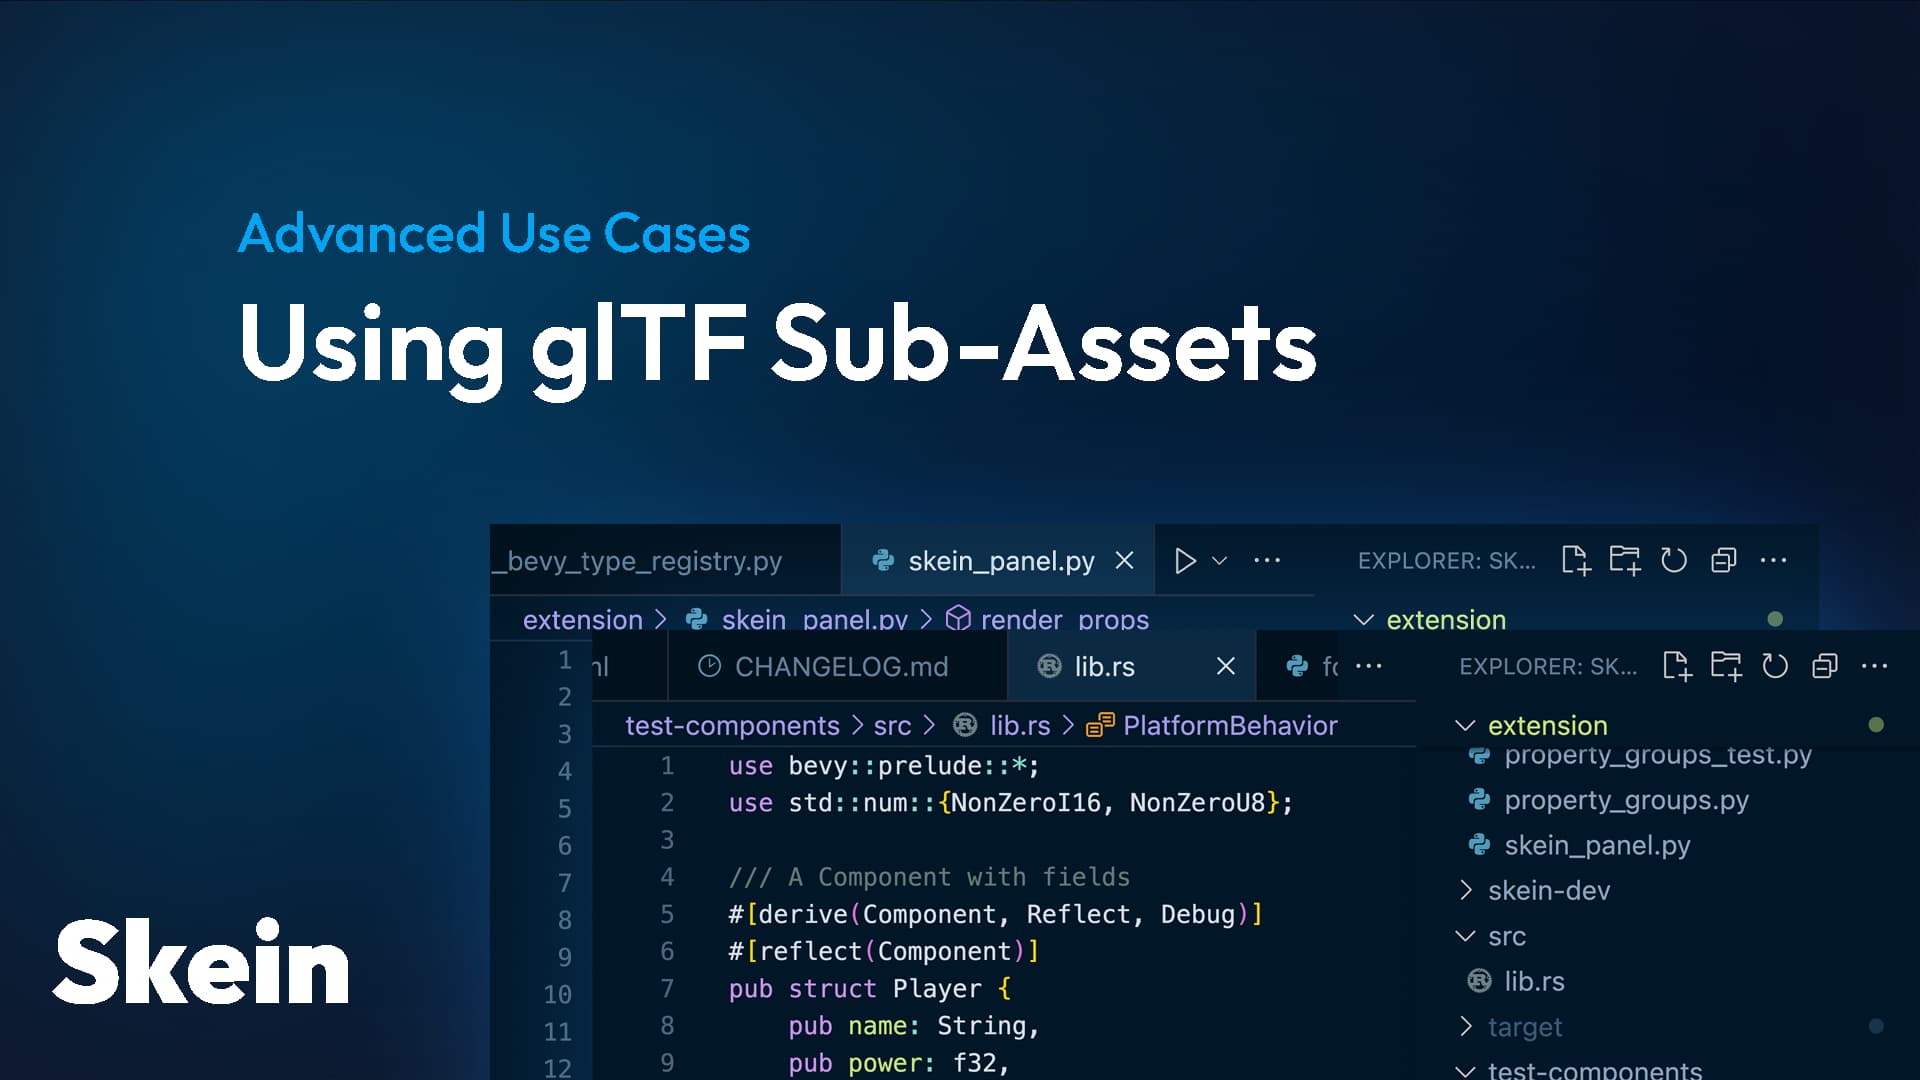 Advanced Use Cases
Using glTF Sub-Assets
_bevy_type_registry.py
skein_panel.py
EXPLORER: SK...
extension > skein_panel.py > render_props
extension
1
2
3
4
5
6
7
8
9
10
11
12
CHANGELOG.md
lib.rs
EXPLORER: SK...
test-components > src > lib.rs > PlatformBehavior
extension
1 use bevy::prelude::*;
2 use std::num::{NonZeroI16, NonZeroU8};
3
4 /// A Component with fields
5 #[derive(Component, Reflect, Debug)]
6 #[reflect(Component)]
7 pub struct Player {
8 pub name: String,
9 pub power: f32,
property_groups_test.py
property_groups.py
skein_panel.py
skein-dev
src
lib.rs
target
test-components
Skein